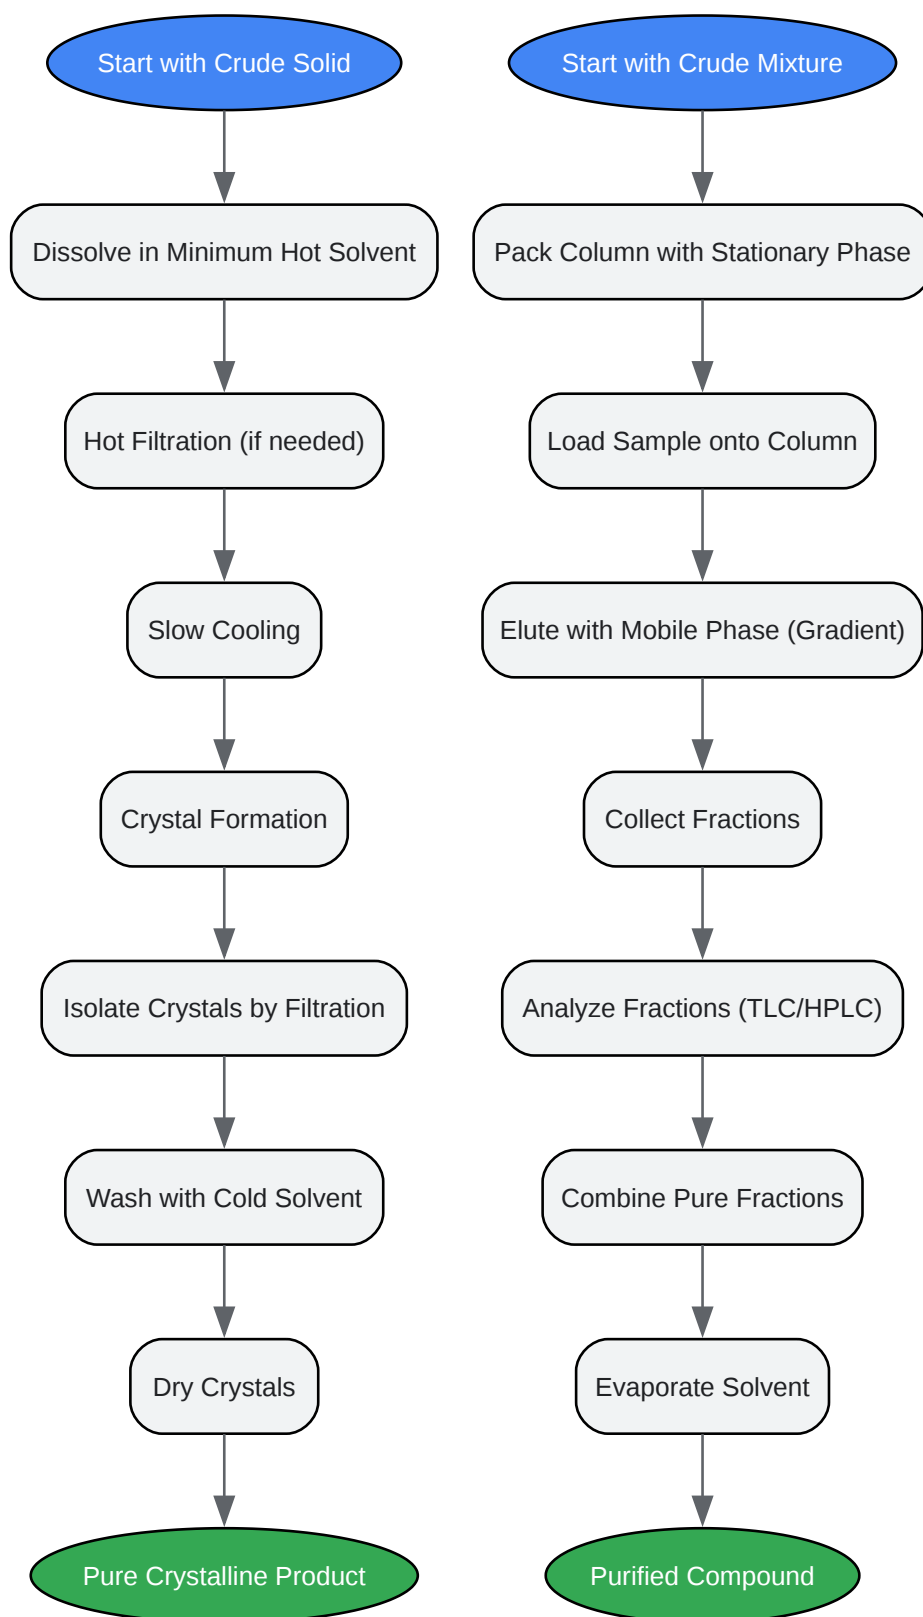 Start with Crude Solid
Dissolve in Minimum Hot Solvent
Hot Filtration (if needed)
Slow Cooling
Crystal Formation
Isolate Crystals by Filtration
Wash with Cold Solvent
Dry Crystals
Pure Crystalline Product
Start with Crude Mixture
Pack Column with Stationary Phase
Load Sample onto Column
Elute with Mobile Phase (Gradient)
Collect Fractions
Analyze Fractions (TLC/HPLC)
Combine Pure Fractions
Evaporate Solvent
Purified Compound